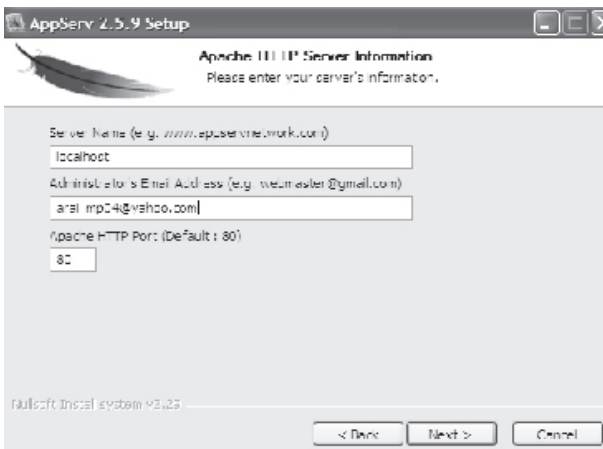 AppServ 2.5.9 Setup
Apache HTTP Server Information
Please enter your server's information.
Server Name (e.g. www.appservnetwork.com)
localhost
Administrator's Email Address (e.g. webmaster@gmail.com)
@yahoo.com
Apache HTTP Port (Default : 80)
80
Nullsoft Install System
< Back
Next >
Cancel